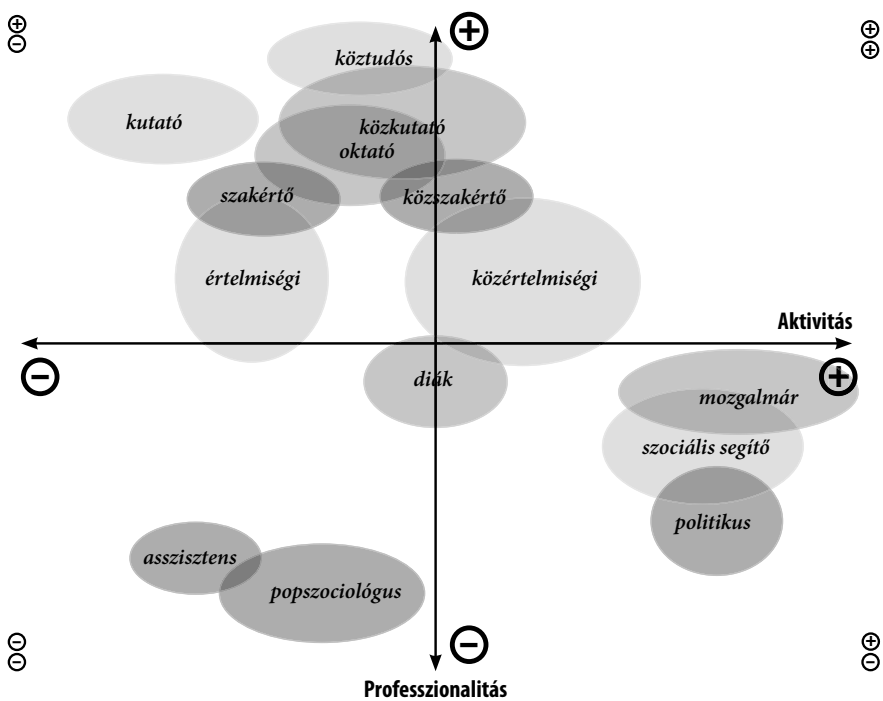 köztudós
kutató
közkutató
oktató
szakértő
közszakértő
értelmiségi
közértelmiségi
Aktivitás
diák
mozgalmár
szociális segítő
politikus
asszisztens
popszociológus
Professzionalitás